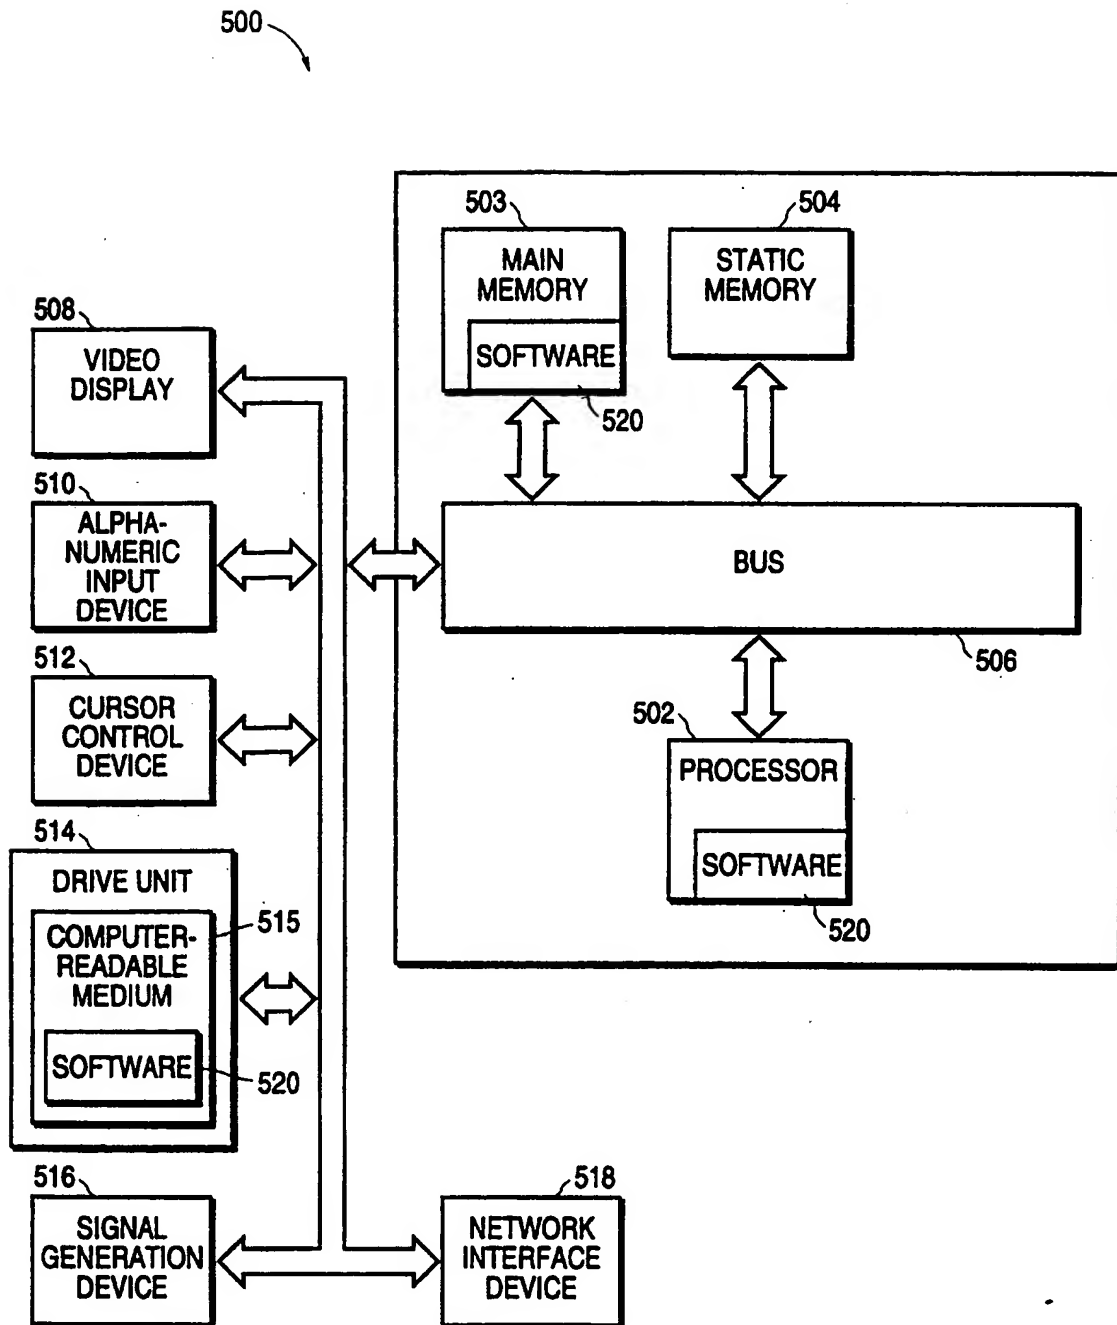 500
503
MAIN
MEMORY
SOFTWARE
520
504
STATIC
MEMORY
508
VIDEO
DISPLAY
510
ALPHA-
NUMERIC
INPUT
DEVICE
BUS
506
512
CURSOR
CONTROL
DEVICE
502
PROCESSOR
SOFTWARE
520
514
DRIVE UNIT
COMPUTER-
READABLE
MEDIUM
515
SOFTWARE
520
516
SIGNAL
GENERATION
DEVICE
518
NETWORK
INTERFACE
DEVICE